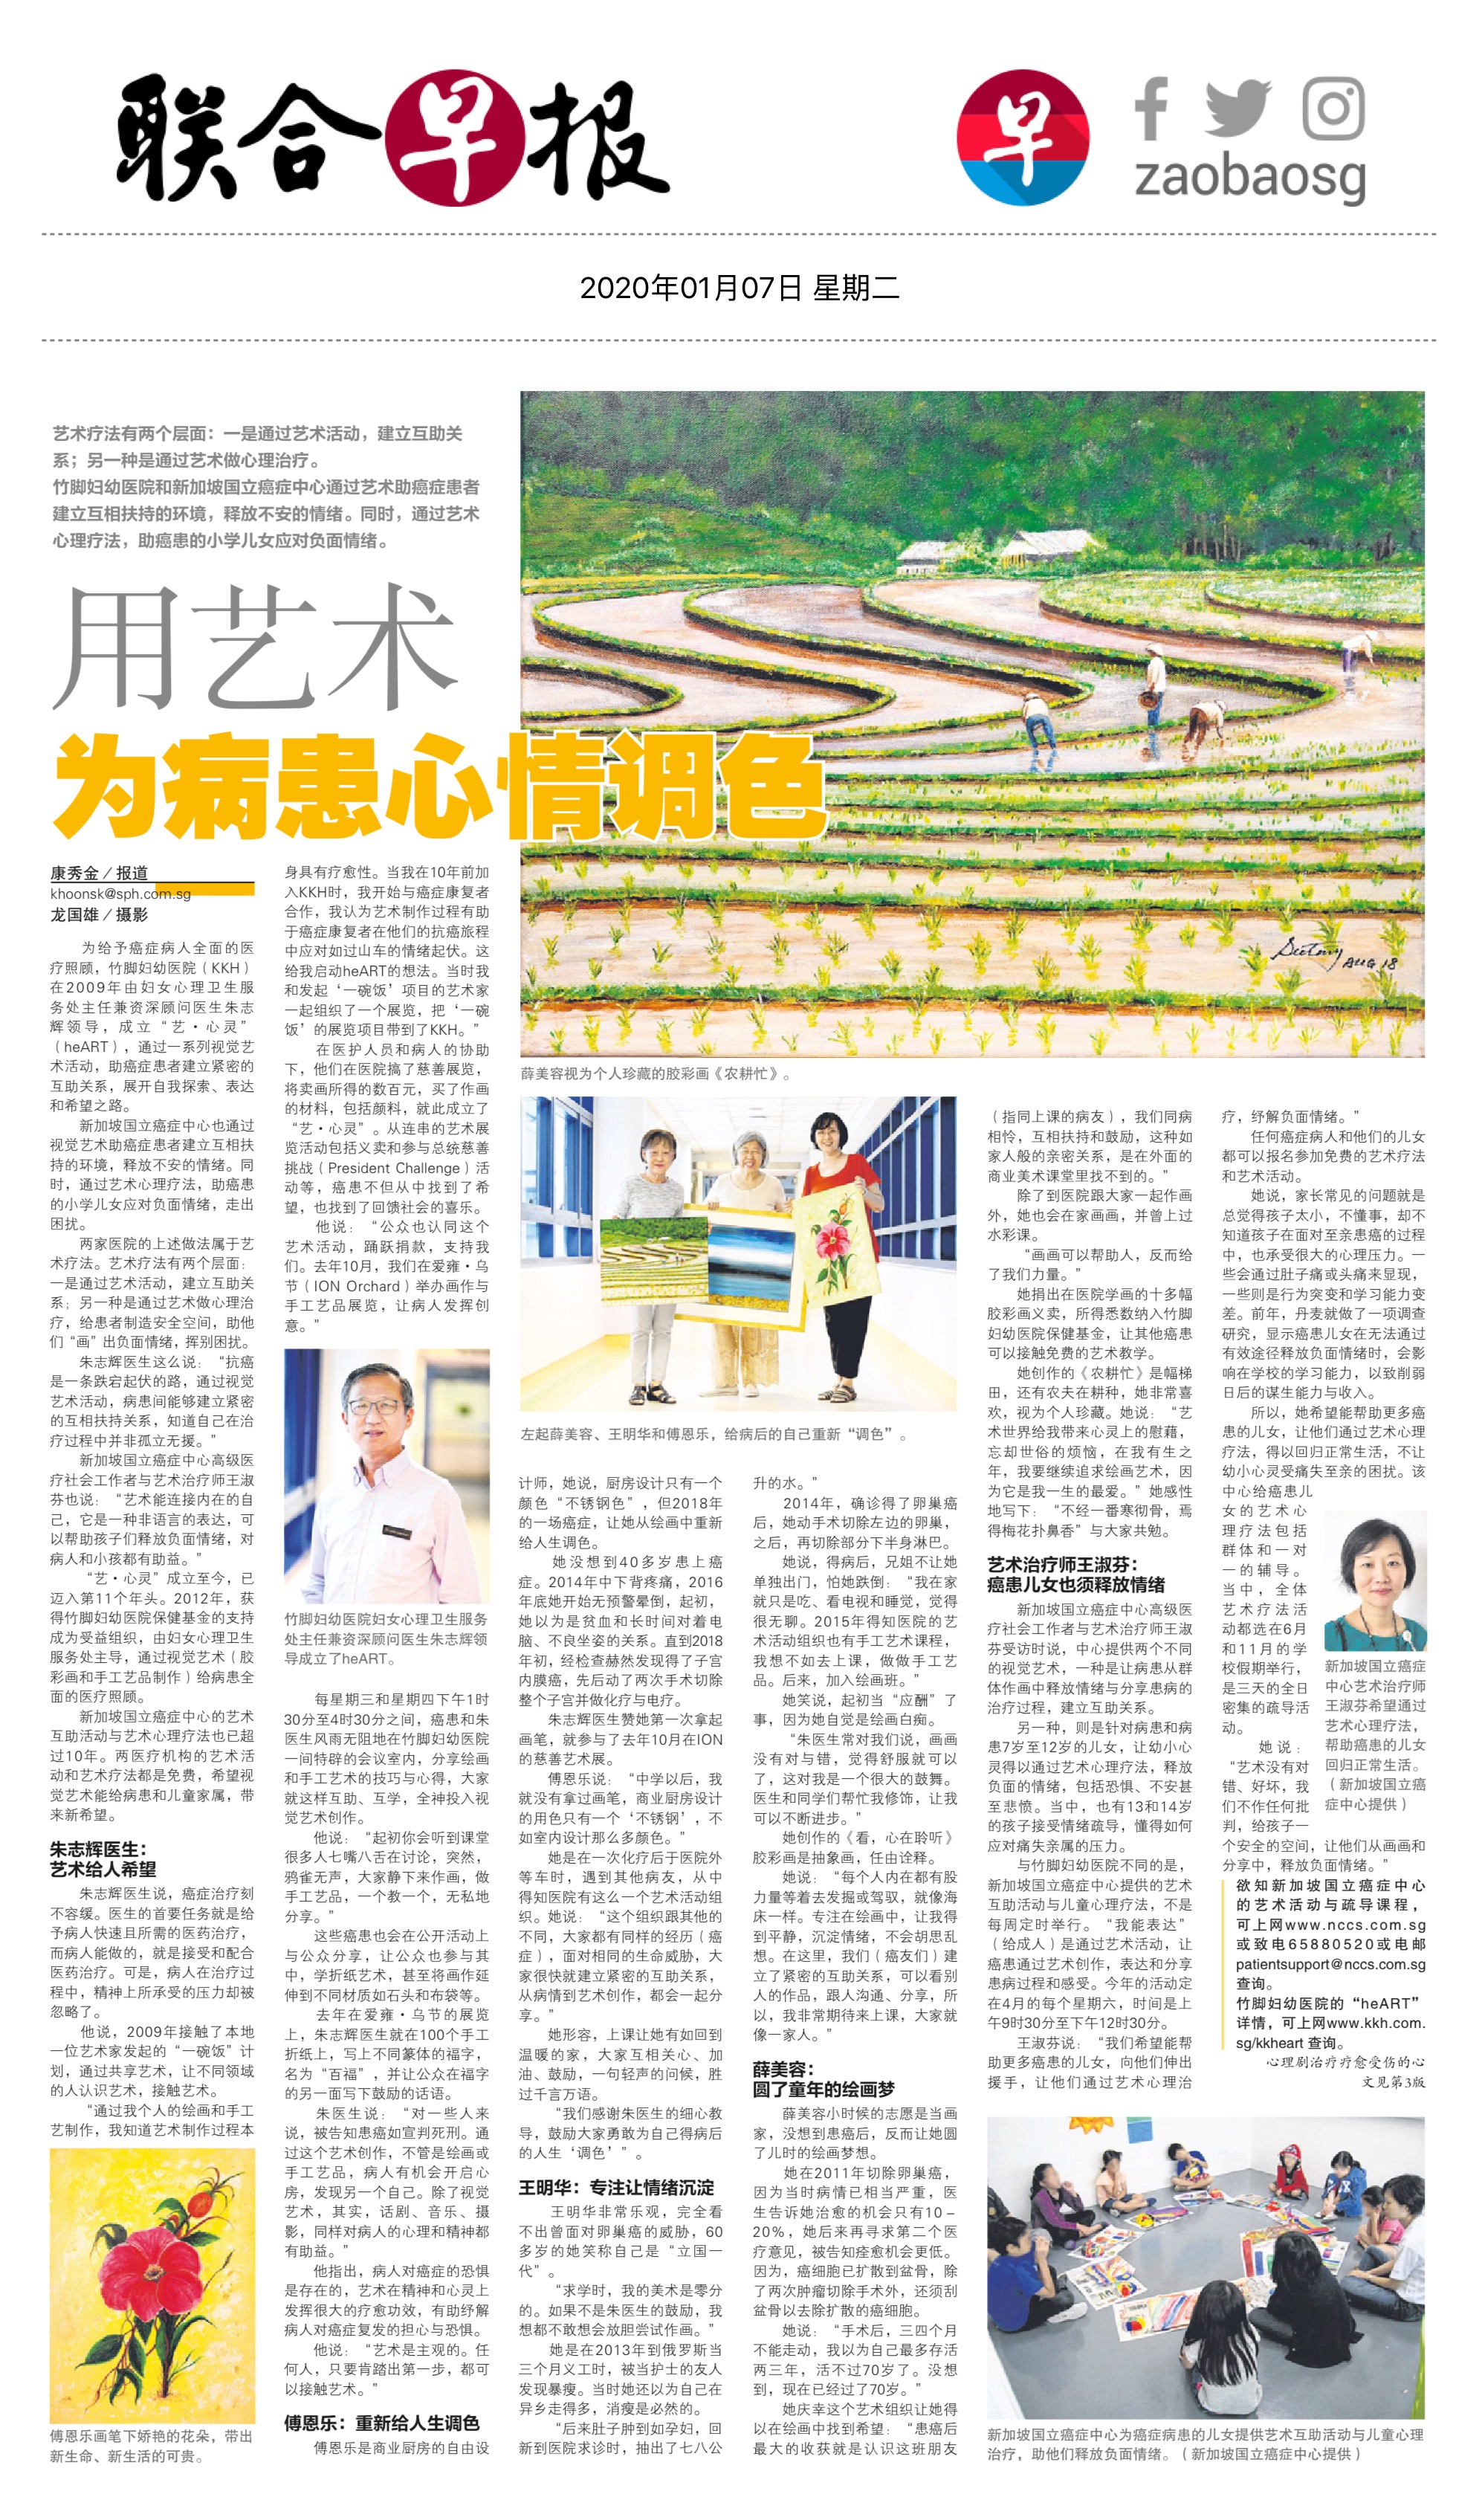 联合早报
早
zaobaosg
2020年01月07日 星期二
艺术疗法有两个层面：一是通过艺术活动，建立互助关
系；另一种是通过艺术做心理治疗。
竹脚妇幼医院和新加坡国立癌症中心通过艺术助癌症患者
建立互相扶持的环境，释放不安的情绪。同时，通过艺术
心理疗法，助癌患的小学儿女应对负面情绪。
用艺术
为病患心情调色
康秀金／报道
khoonsk@sph.com.sg
龙国雄／摄影
为给予癌症病人全面的医
疗照顾，竹脚妇幼医院（KKH）
在2009年由妇女心理卫生服
务处主任兼资深顾问医生朱志
辉领导，成立“艺·心灵”
（heART），通过一系列视觉艺
术活动，助癌症患者建立紧密的
互助关系，展开自我探索、表达
和希望之路。
新加坡国立癌症中心也通过
视觉艺术助癌症患者建立互相扶
持的环境，释放不安的情绪。同
时，通过艺术心理疗法，助癌患
的小学儿女应对负面情绪，走出
困扰。
两家医院的上述做法属于艺
术疗法。艺术疗法有两个层面：
一是通过艺术活动，建立互助关
系；另一种是通过艺术做心理治
疗，给患者制造安全空间，助他
们“画”出负面情绪，挥别困扰。
朱志辉医生这么说：“抗癌
是一条跌宕起伏的路，通过视觉
艺术活动，病患间能够建立紧密
的互相扶持关系，知道自己在治
疗过程中并非孤立无援。”
新加坡国立癌症中心高级医
疗社会工作者与艺术治疗师王淑
芬也说：“艺术能连接内在的自
己，它是一种非语言的表达，可
以帮助孩子们释放负面情绪，对
病人和小孩都有助益。”
“艺·心灵”成立至今，已
迈入第11个年头。2012年，获
得竹脚妇幼医院保健基金的支持
成为受益组织，由妇女心理卫生
服务处主导，通过视觉艺术（胶
彩画和手工艺品制作）给病患全
面的医疗照顾。
新加坡国立癌症中心的艺术
互助活动与艺术心理疗法也已超
过10年。两医疗机构的艺术活
动和艺术疗法都是免费，希望视
觉艺术能给病患和儿童家属，带
来新希望。
朱志辉医生：
艺术给人希望
朱志辉医生说，癌症治疗刻
不容缓。医生的首要任务就是给
予病人快速且所需的医药治疗，
而病人能做的，就是接受和配合
医药治疗。可是，病人在治疗过
程中，精神上所承受的压力却被
忽略了。
他说，2009年接触了本地
一位艺术家发起的“一碗饭”计
划，通过共享艺术，让不同领域
的人认识艺术，接触艺术。
“通过我个人的绘画和手工
艺制作，我知道艺术制作过程本
傅恩乐画笔下娇艳的花朵，带出
新生命、新生活的可贵。
身具有疗愈性。当我在10年前加
入KKH时，我开始与癌症康复者
合作，我认为艺术制作过程有助
于癌症康复者在他们的抗癌旅程
中应对如过山车的情绪起伏。这
给我启动heART的想法。当时我
和发起‘一碗饭’项目的艺术家
一起组织了一个展览，把‘一碗
饭’的展览项目带到了KKH。”
在医护人员和病人的协助
下，他们在医院搞了慈善展览，
将卖画所得的数百元，买了作画
的材料，包括颜料，就此成立了
“艺·心灵”。从连串的艺术展
览活动包括义卖和参与总统慈善
挑战（President Challenge）活
动等，癌患不但从中找到了希
望，也找到了回馈社会的喜乐。
他说：“公众也认同这个
艺术活动，踊跃捐款，支持我
们。去年10月，我们在爱雍·乌
节（ION Orchard）举办画作与
手工艺品展览，让病人发挥创
意。”
竹脚妇幼医院妇女心理卫生服务
处主任兼资深顾问医生朱志辉领
导成立了heART。
每星期三和星期四下午1时
30分至4时30分之间，癌患和朱
医生风雨无阻地在竹脚妇幼医院
一间特辟的会议室内，分享绘画
和手工艺术的技巧与心得，大家
就这样互助、互学，全神投入视
觉艺术创作。
他说：“起初你会听到课堂
很多人七嘴八舌在讨论，突然，
鸦雀无声，大家静下来作画，做
手工艺品，一个教一个，无私地
分享。”
这些癌患也会在公开活动上
与公众分享，让公众也参与其
中，学折纸艺术，甚至将画作延
伸到不同材质如石头和布袋等。
去年在爱雍·乌节的展览
上，朱志辉医生就在100个手工
折纸上，写上不同篆体的福字，
名为“百福”，并让公众在福字
的另一面写下鼓励的话语。
朱医生说：“对一些人来
说，被告知患癌如宣判死刑。通
过这个艺术创作，不管是绘画或
手工艺品，病人有机会开启心
房，发现另一个自己。除了视觉
艺术，其实，话剧、音乐、摄
影，同样对病人的心理和精神都
有助益。”
他指出，病人对癌症的恐惧
是存在的，艺术在精神和心灵上
发挥很大的疗愈功效，有助纾解
病人对癌症复发的担心与恐惧。
他说：“艺术是主观的。任
何人，只要肯踏出第一步，都可
以接触艺术。”
傅恩乐：重新给人生调色
傅恩乐是商业厨房的自由设
AUG 18
薛美容视为个人珍藏的胶彩画《农耕忙》。
左起薛美容、王明华和傅恩乐，给病后的自己重新“调色”。
计师，她说，厨房设计只有一个
颜色“不锈钢色”，但2018年
的一场癌症，让她从绘画中重新
给人生调色。
她没想到40多岁患上癌
症。2014年中下背疼痛，2016
年底她开始无预警晕倒，起初，
她以为是贫血和长时间对着电
脑、不良坐姿的关系。直到2018
年初，经检查赫然发现得了子宫
内膜癌，先后动了两次手术切除
整个子宫并做化疗与电疗。
朱志辉医生赞她第一次拿起
画笔，就参与了去年10月在ION
的慈善艺术展。
傅恩乐说：“中学以后，我
就没有拿过画笔，商业厨房设计
的用色只有一个‘不锈钢’，不
如室内设计那么多颜色。”
她是在一次化疗后于医院外
等车时，遇到其他病友，从中
得知医院有这么一个艺术活动组
织。她说：“这个组织跟其他的
不同，大家都有同样的经历（癌
症），面对相同的生命威胁，大
家很快就建立紧密的互助关系，
从病情到艺术创作，都会一起分
享。”
她形容，上课让她有如回到
温暖的家，大家互相关心、加
油、鼓励，一句轻声的问候，胜
过千言万语。
“我们感谢朱医生的细心教
导，鼓励大家勇敢为自己得病后
的人生‘调色’”。
王明华：专注让情绪沉淀
王明华非常乐观，完全看
不出曾面对卵巢癌的威胁，60
多岁的她笑称自己是“立国一
代”。
“求学时，我的美术是零分
的。如果不是朱医生的鼓励，我
想都不敢想会放胆尝试作画。”
她是在2013年到俄罗斯当
三个月义工时，被当护士的友人
发现暴瘦。当时她还以为自己在
异乡走得多，消瘦是必然的。
“后来肚子肿到如孕妇，回
新到医院求诊时，抽出了七八公
升的水。”
2014年，确诊得了卵巢癌
后，她动手术切除左边的卵巢，
之后，再切除部分下半身淋巴。
她说，得病后，兄姐不让她
单独出门，怕她跌倒：“我在家
就只是吃、看电视和睡觉，觉得
很无聊。2015年得知医院的艺
术活动组织也有手工艺术课程，
我想不如去上课，做做手工艺
品。后来，加入绘画班。”
她笑说，起初当“应酬”了
事，因为她自觉是绘画白痴。
“朱医生常对我们说，画画
没有对与错，觉得舒服就可以
了，这对我是一个很大的鼓舞。
医生和同学们帮忙我修饰，让我
可以不断进步。”
她创作的《看，心在聆听》
胶彩画是抽象画，任由诠释。
她说：“每个人内在都有股
力量等着去发掘或驾驭，就像海
床一样。专注在绘画中，让我得
到平静，沉淀情绪，不会胡思乱
想。在这里，我们（癌友们）建
立了紧密的互助关系，可以看别
人的作品，跟人沟通、分享，所
以，我非常期待来上课，大家就
像一家人。”
薛美容：
圆了童年的绘画梦
薛美容小时候的志愿是当画
家，没想到患癌后，反而让她圆
了儿时的绘画梦想。
她在2011年切除卵巢癌，
因为当时病情已相当严重，医
生告诉她治愈的机会只有10－
20%，她后来再寻求第二个医
疗意见，被告知痊愈机会更低。
因为，癌细胞已扩散到盆骨，除
了两次肿瘤切除手术外，还须刮
盆骨以去除扩散的癌细胞。
她说：“手术后，三四个月
不能走动，我以为自己最多存活
两三年，活不过70岁了。没想
到，现在已经过了70岁。”
她庆幸这个艺术组织让她得
以在绘画中找到希望：“患癌后
最大的收获就是认识这班朋友
（指同上课的病友），我们同病
相怜，互相扶持和鼓励，这种如
家人般的亲密关系，是在外面的
商业美术课堂里找不到的。”
除了到医院跟大家一起作画
外，她也会在家画画，并曾上过
水彩课。
“画画可以帮助人，反而给
了我们力量。”
她捐出在医院学画的十多幅
胶彩画义卖，所得悉数纳入竹脚
妇幼医院保健基金，让其他癌患
可以接触免费的艺术教学。
她创作的《农耕忙》是幅梯
田，还有农夫在耕种，她非常喜
欢，视为个人珍藏。她说：“艺
术世界给我带来心灵上的慰藉，
忘却世俗的烦恼，在我有生之
年，我要继续追求绘画艺术，因
为它是我一生的最爱。”她感性
地写下：“不经一番寒彻骨，焉
得梅花扑鼻香”与大家共勉。
艺术治疗师王淑芬：
癌患儿女也须释放情绪
新加坡国立癌症中心高级医
疗社会工作者与艺术治疗师王淑
芬受访时说，中心提供两个不同
的视觉艺术，一种是让病患从群
体作画中释放情绪与分享患病的
治疗过程，建立互助关系。
另一种，则是针对病患和病
患7岁至12岁的儿女，让幼小心
灵得以通过艺术心理疗法，释放
负面的情绪，包括恐惧、不安甚
至悲愤。当中，也有13和14岁
的孩子接受情绪疏导，懂得如何
应对痛失亲属的压力。
与竹脚妇幼医院不同的是，
新加坡国立癌症中心提供的艺术
互助活动与儿童心理疗法，不是
每周定时举行。“我能表达”
（给成人）是通过艺术活动，让
癌患通过艺术创作，表达和分享
患病过程和感受。今年的活动定
在4月的每个星期六，时间是上
午9时30分至下午12时30分。
王淑芬说：“我们希望能帮
助更多癌患的儿女，向他们伸出
援手，让他们通过艺术心理治
疗，纾解负面情绪。”
任何癌症病人和他们的儿女
都可以报名参加免费的艺术疗法
和艺术活动。
她说，家长常见的问题就是
总觉得孩子太小，不懂事，却不
知道孩子在面对至亲患癌的过程
中，也承受很大的心理压力。一
些会通过肚子痛或头痛来显现，
一些则是行为突变和学习能力变
差。前年，丹麦就做了一项调查
研究，显示癌患儿女在无法通过
有效途径释放负面情绪时，会影
响在学校的学习能力，以致削弱
日后的谋生能力与收入。
所以，她希望能帮助更多癌
患的儿女，让他们通过艺术心理
疗法，得以回归正常生活，不让
幼小心灵受痛失至亲的困扰。该
中心给癌患儿
女的艺术心
理疗法包括
群体和一对
一的辅导。
当中，全体
艺术疗法活
动都选在6月
和11月的学
校假期举行，
是三天的全日
密集的疏导活
动。
她说：
“艺术没有对
错、好坏，我
们不作任何批
判，给孩子一
个安全的空间，让他们从画画和
分享中，释放负面情绪。”
新加坡国立癌症
中心艺术治疗师
王淑芬希望通过
艺术心理疗法，
帮助癌患的儿女
回归正常生活。
（新加坡国立癌
症中心提供）
欲知新加坡国立癌症中心
的艺术活动与疏导课程，
可上网www.nccs.com.sg
或致电65880520或电邮
patientsupport@nccs.com.sg
查询。
竹脚妇幼医院的“heART”
详情，可上网www.kkh.com.
sg/kkheart 查询。
心理剧治疗疗愈受伤的心
文见第3版
新加坡国立癌症中心为癌症病患的儿女提供艺术互助活动与儿童心理
治疗，助他们释放负面情绪。（新加坡国立癌症中心提供）